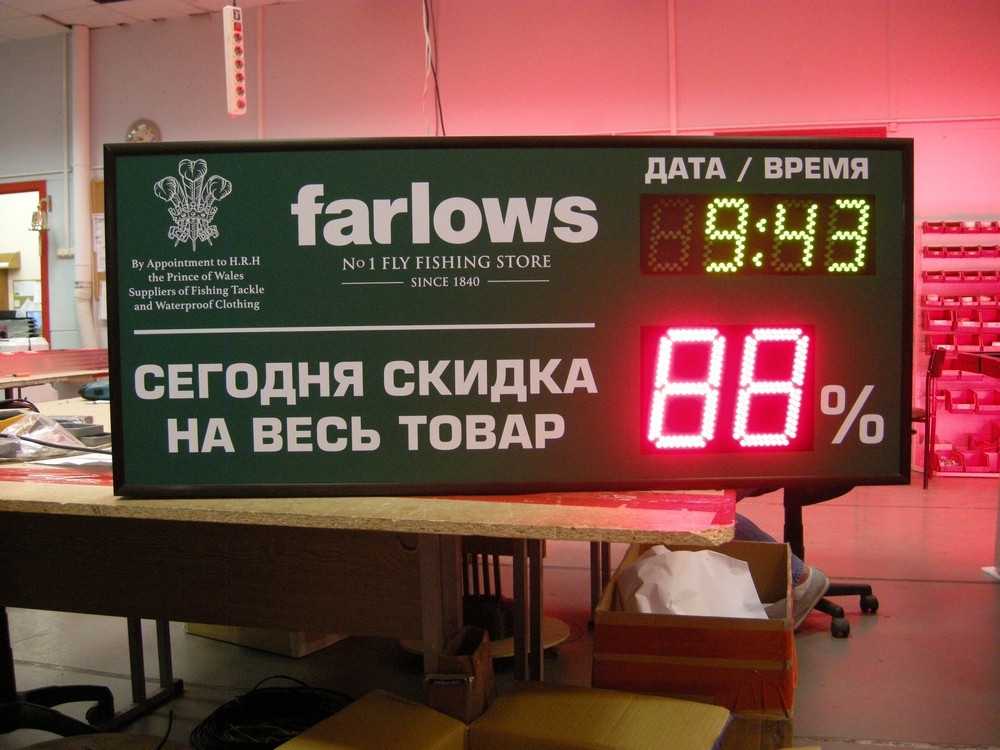 By Appointment to H.R.H
the Prince of Wales
Suppliers of Fishing Tackle
and Waterproof Clothing
farlows
No 1 FLY FISHING STORE
SINCE 1840
ДАТА / ВРЕМЯ
9:43
СЕГОДНЯ СКИДКА
НА ВЕСЬ ТОВАР
88 %